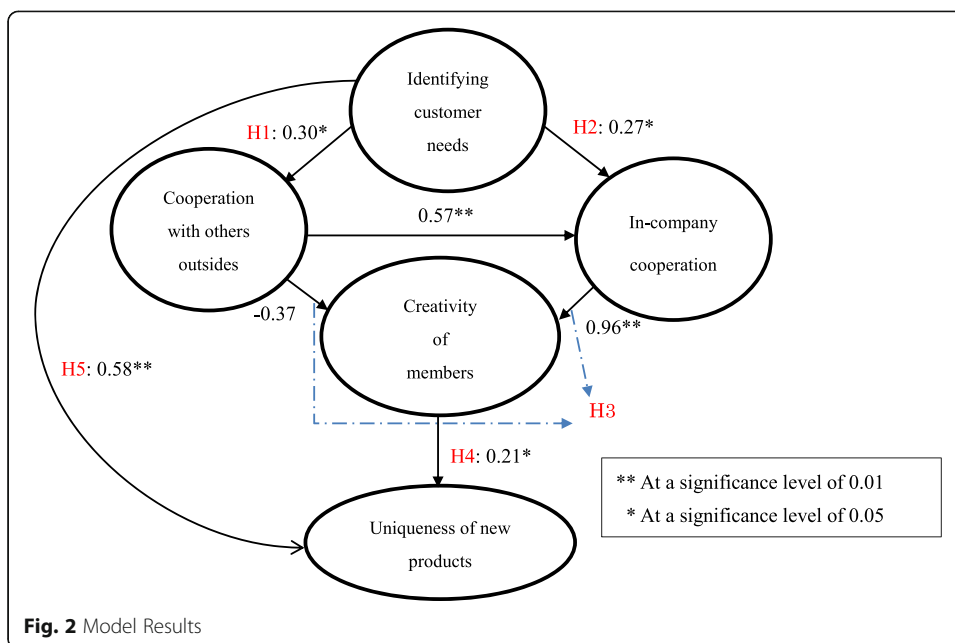 Identifying
customer
needs
H1: 0.30*
H2: 0.27*
Cooperation
with others
outsides
0.57**
In-company
cooperation
-0.37
Creativity
of
members
0.96**
H5: 0.58**
H3
H4: 0.21*
** At a significance level of 0.01
* At a significance level of 0.05
Uniqueness of new
products
Fig. 2 Model Results